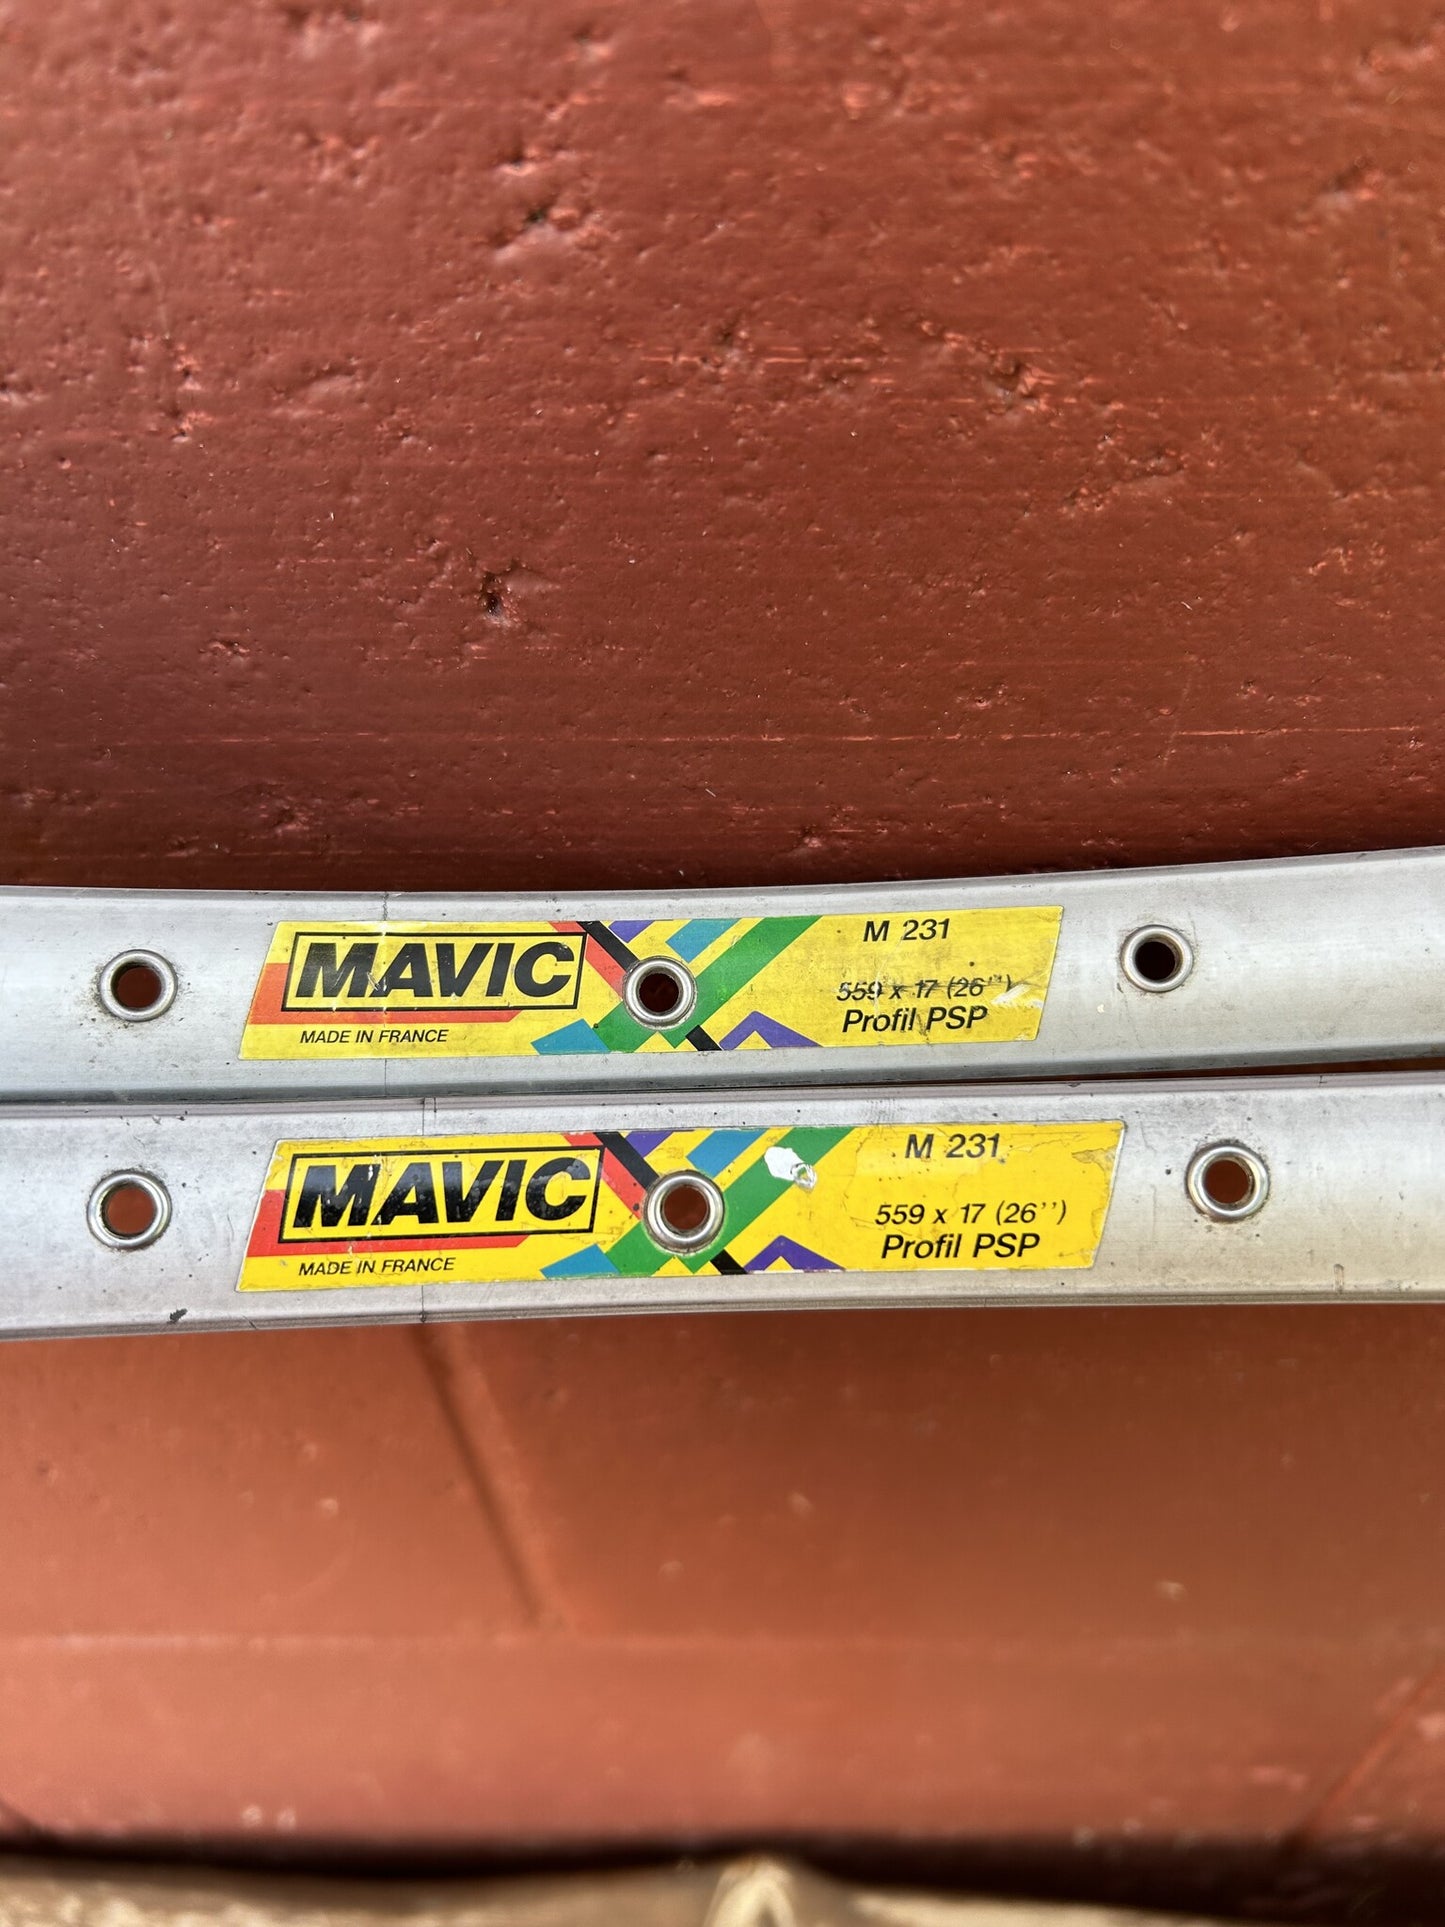 MAVIC
MADE IN FRANCE
M 231
559 x 17 (26'')
Profil PSP
MAVIC
MADE IN FRANCE
M 231
559 x 17 (26'')
Profil PSP